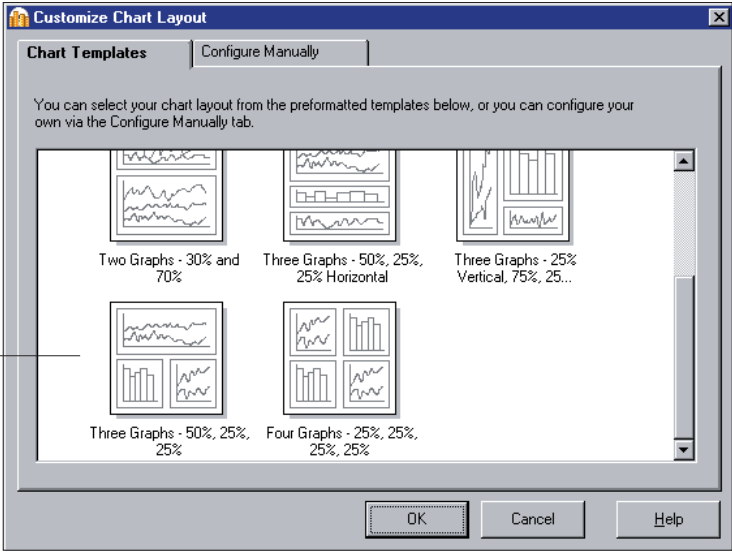 Customize Chart Layout
Chart Templates
Configure Manually
You can select your chart layout from the preformatted templates below, or you can configure your
own via the Configure Manually tab.
Two Graphs - 30% and
70%
Three Graphs - 50%, 25%,
25% Horizontal
Three Graphs - 25%
Vertical, 75%, 25...
Three Graphs - 50%, 25%,
25%
Four Graphs - 25%, 25%,
25%, 25%
OK
Cancel
Help